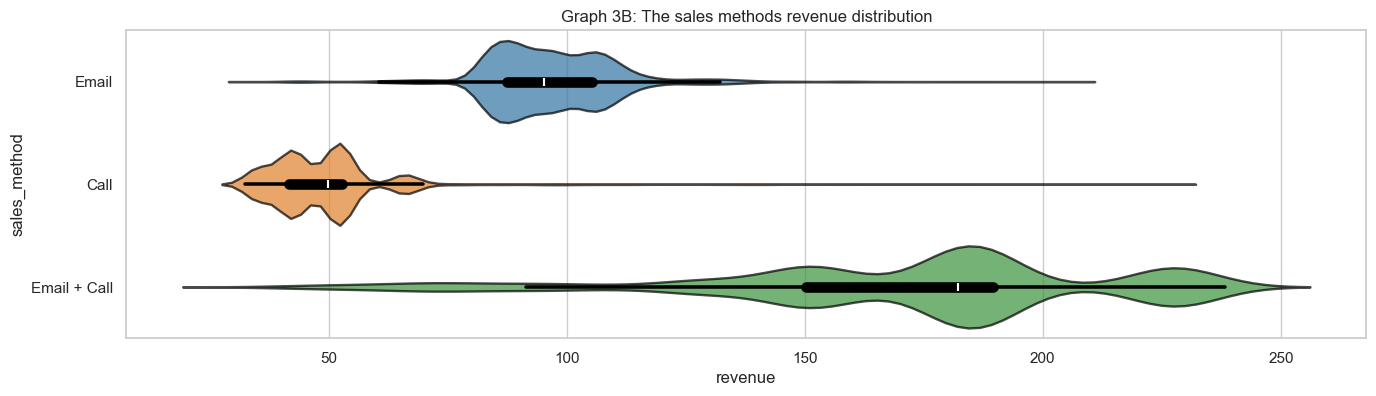 Graph 3B: The sales methods revenue distribution
sales_method
Email
Call
Email + Call
50 100 150 200 250
revenue